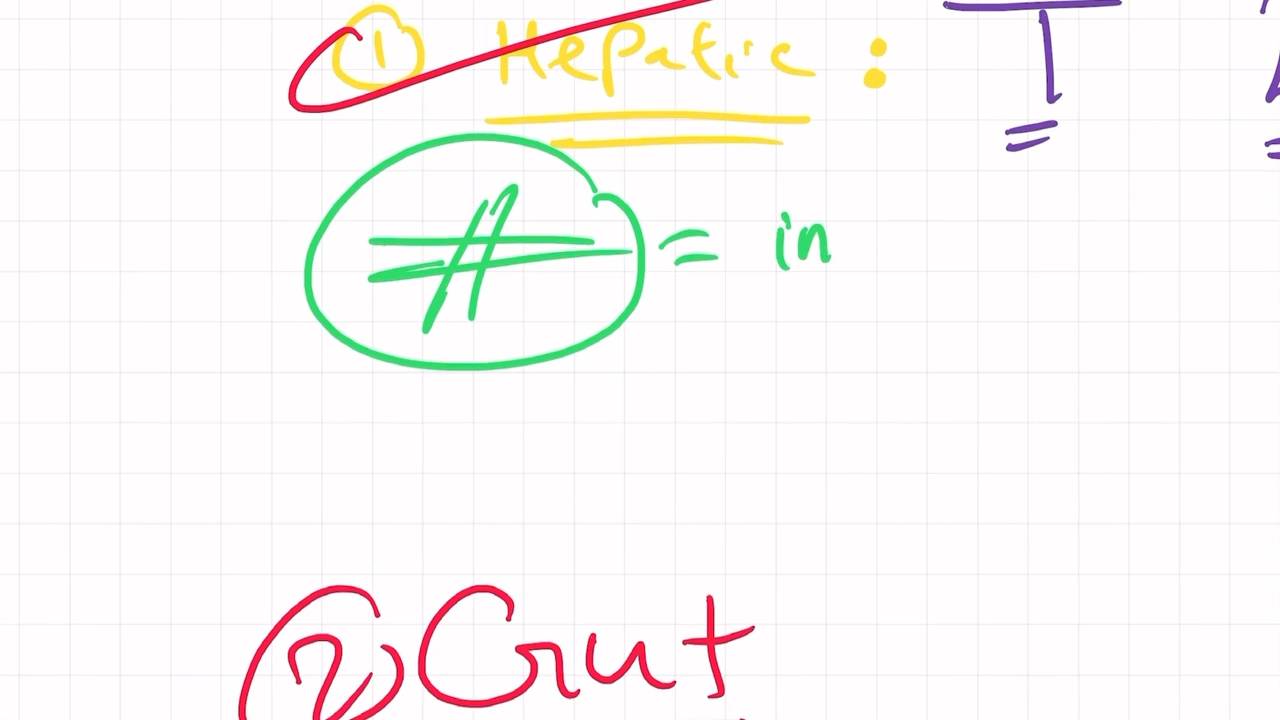 ① Hepatic :
# = in
② Gut